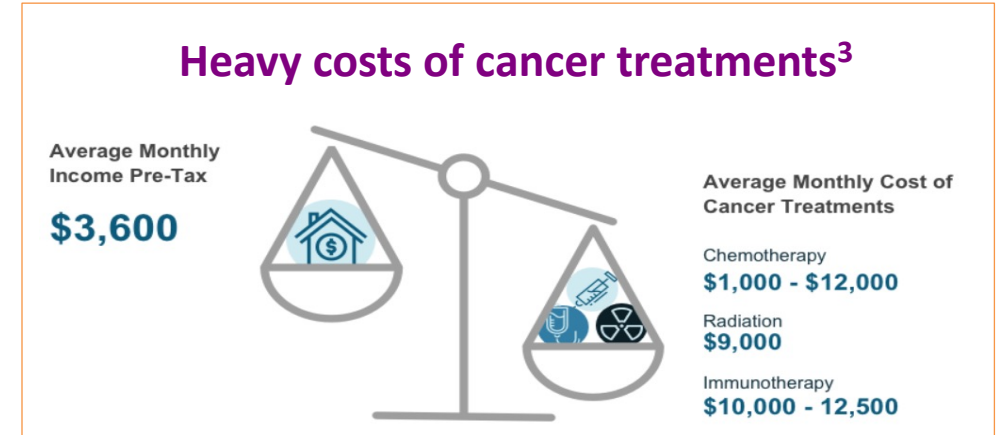 Heavy costs of cancer treatments³
Average Monthly
Income Pre-Tax
$3,600
$
Average Monthly Cost of
Cancer Treatments
Chemotherapy
$1,000 - $12,000
Radiation
$9,000
Immunotherapy
$10,000 - 12,500